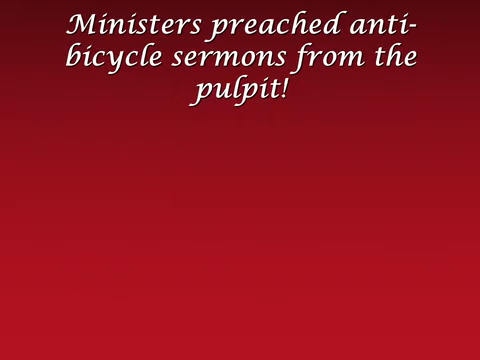 Ministers preached anti-
bicycle sermons from the
pulpit!